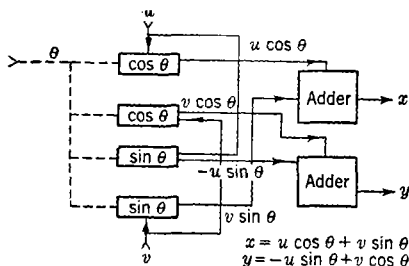 u
θ
cos θ
u cos θ
cos θ
v cos θ
Adder
x
sin θ
-u sin θ
Adder
y
sin θ
v sin θ
v
x = u cos θ + v sin θ
y = -u sin θ + v cos θ